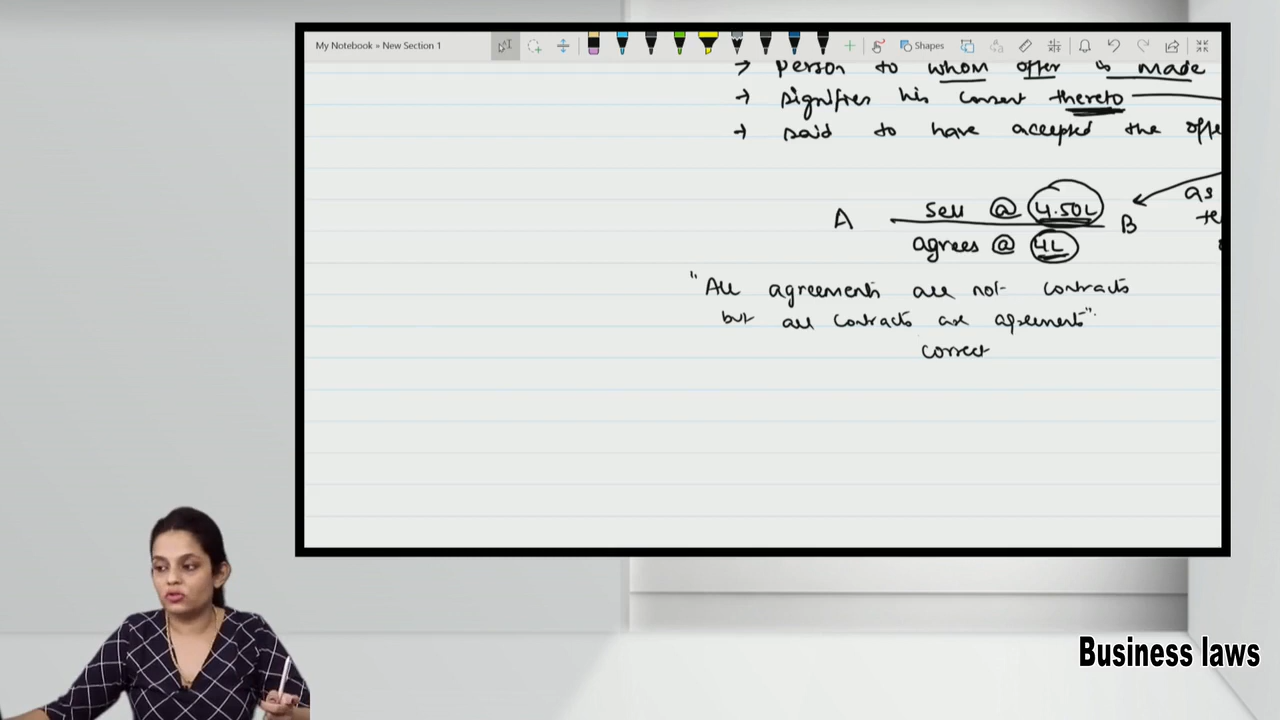 My Notebook » New Section 1
Shapes
→ person to whom offer is made
→ signifies his consent thereto
→ said to have accepted the offe
as
A sell @ 4.50L B
te
agrees @ 4L
"All agreements are not contracts
but all contracts are agreements".
correct
Business laws